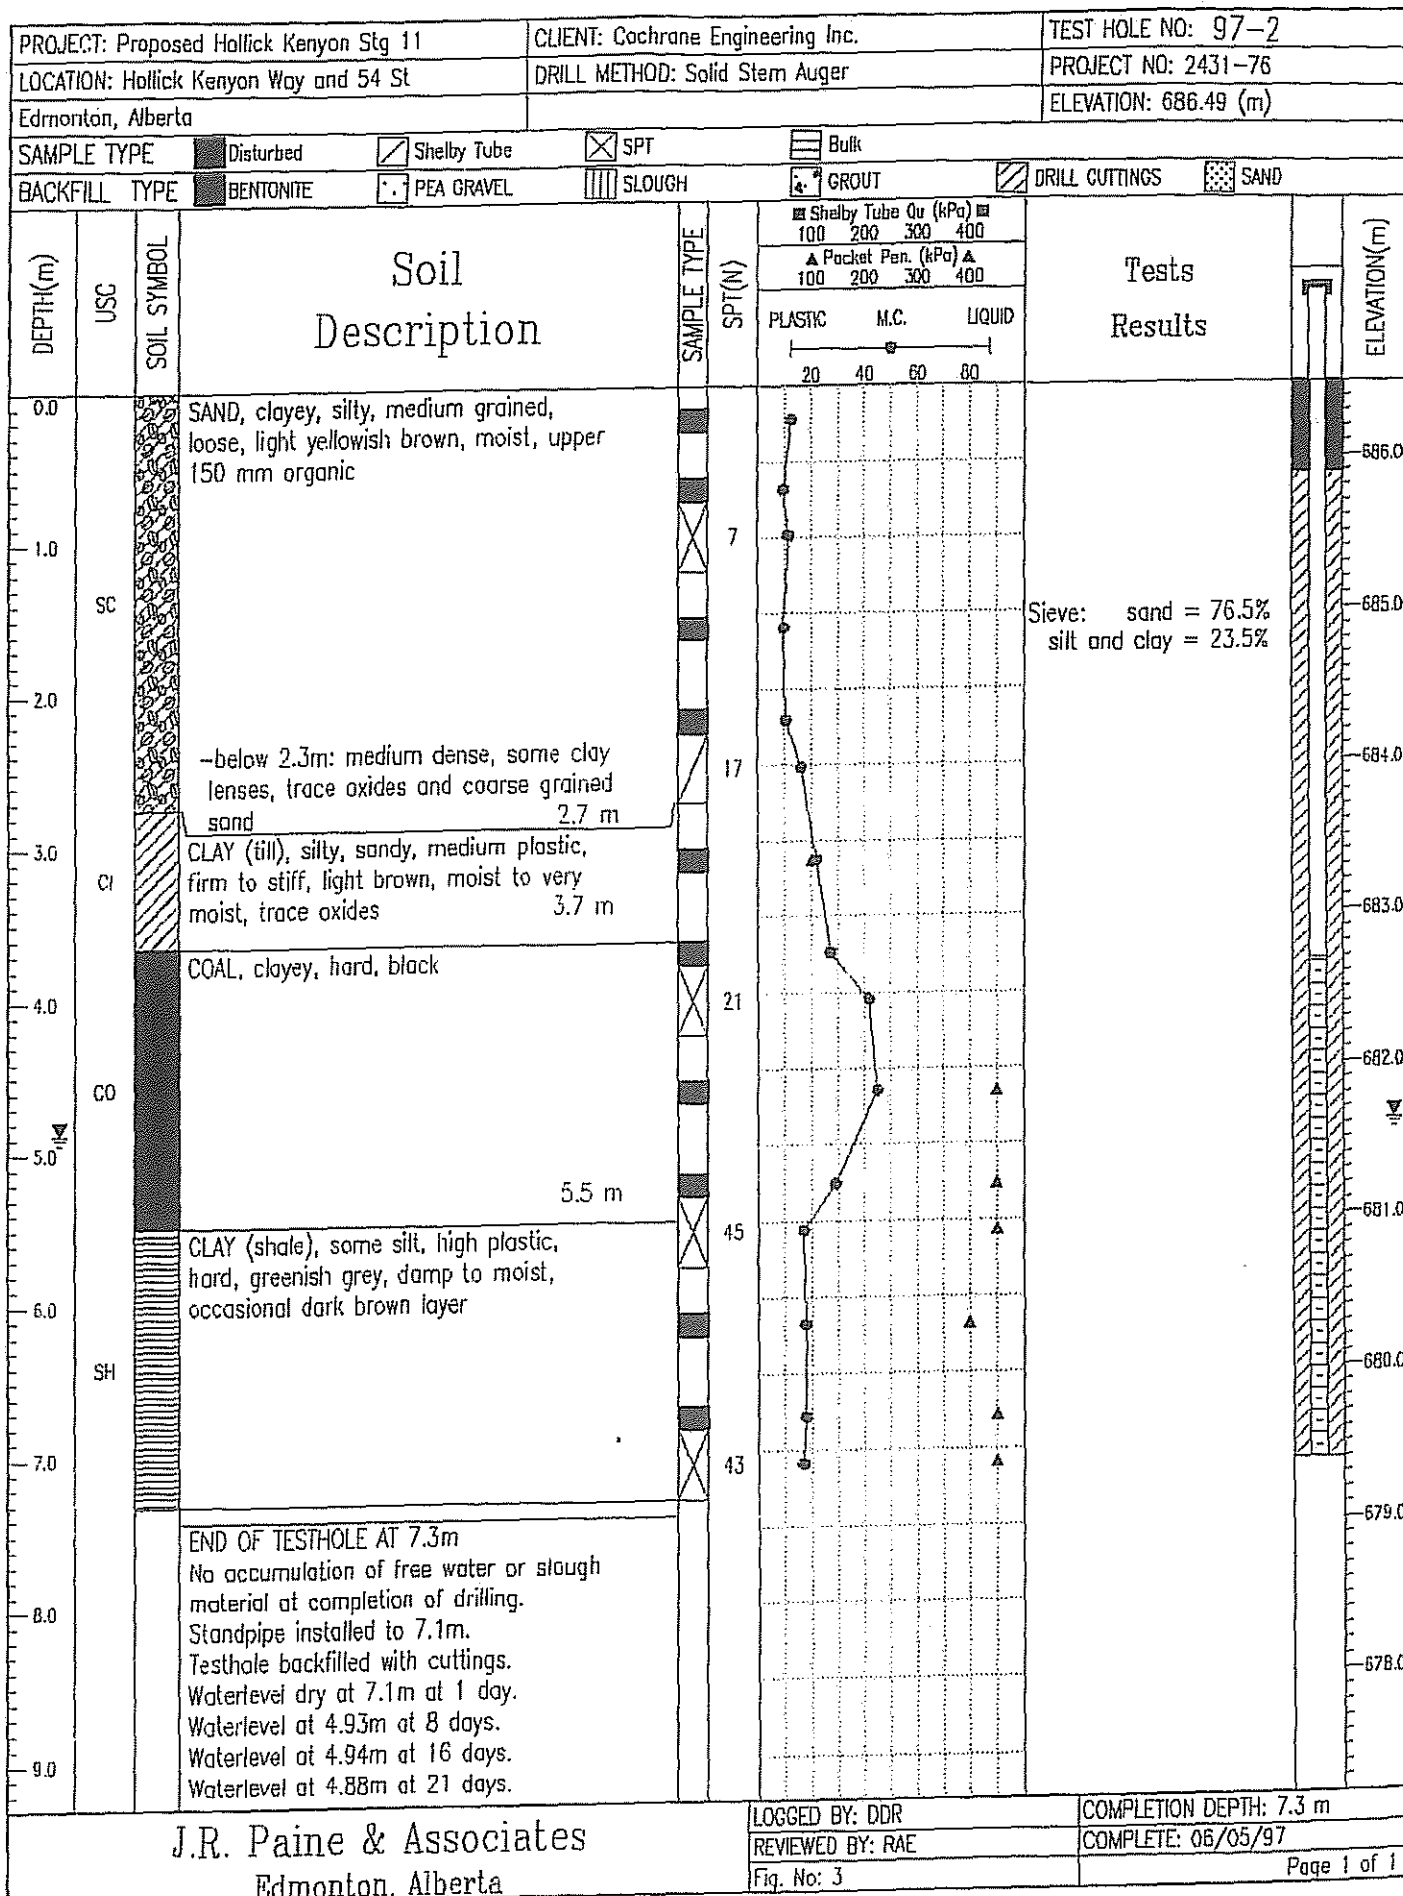 PROJECT: Proposed Hollick Kenyon Stg 11
CLIENT: Cochrane Engineering Inc.
TEST HOLE NO: 97-2
LOCATION: Hollick Kenyon Way and 54 St
DRILL METHOD: Solid Stem Auger
PROJECT NO: 2431-76
Edmonton, Alberta
ELEVATION: 686.49 (m)
SAMPLE TYPE Disturbed Shelby Tube SPT Bulk
BACKFILL TYPE BENTONITE PEA GRAVEL SLOUGH GROUT DRILL CUTTINGS SAND
DEPTH(m)
USC
SOIL SYMBOL
Soil
Description
SAMPLE TYPE
SPT(N)
Shelby Tube Qu (kPa)
100 200 300 400
Pocket Pen. (kPa)
100 200 300 400
PLASTIC M.C. LIQUID
20 40 60 80
Tests
Results
ELEVATION(m)
0.0
1.0
2.0
3.0
4.0
5.0
6.0
7.0
8.0
9.0
SC
CI
CO
SH
SAND, clayey, silty, medium grained,
loose, light yellowish brown, moist, upper
150 mm organic
-below 2.3m: medium dense, some clay
lenses, trace oxides and coarse grained
sand 2.7 m
CLAY (till), silty, sandy, medium plastic,
firm to stiff, light brown, moist to very
moist, trace oxides 3.7 m
COAL, clayey, hard, black
5.5 m
CLAY (shale), some silt, high plastic,
hard, greenish grey, damp to moist,
occasional dark brown layer
END OF TESTHOLE AT 7.3m
No accumulation of free water or slough
material at completion of drilling.
Standpipe installed to 7.1m.
Testhole backfilled with cuttings.
Waterlevel dry at 7.1m at 1 day.
Waterlevel at 4.93m at 8 days.
Waterlevel at 4.94m at 16 days.
Waterlevel at 4.88m at 21 days.
7
17
21
45
43
Sieve: sand = 76.5%
silt and clay = 23.5%
686.0
685.0
684.0
683.0
682.0
681.0
680.0
679.0
678.0
J.R. Paine & Associates
Edmonton, Alberta
LOGGED BY: DDR
COMPLETION DEPTH: 7.3 m
REVIEWED BY: RAE
COMPLETE: 06/05/97
Fig. No: 3
Page 1 of 1